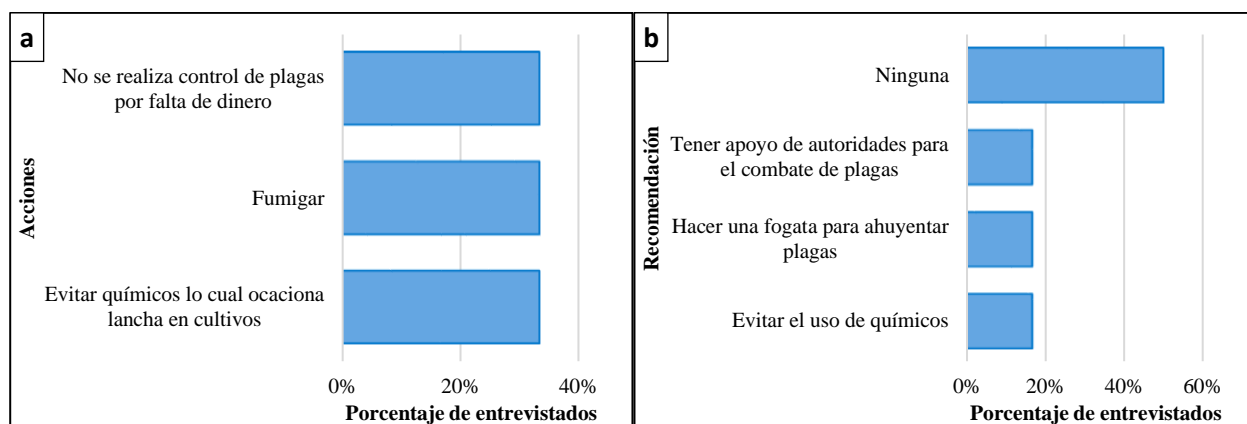 a
Acciones
No se realiza control de plagas
por falta de dinero
Fumigar
Evitar químicos lo cual ocaciona
lancha en cultivos
0%
20%
40%
Porcentaje de entrevistados
b
Recomendación
Ninguna
Tener apoyo de autoridades para
el combate de plagas
Hacer una fogata para ahuyentar
plagas
Evitar el uso de químicos
0%
20%
40%
60%
Porcentaje de entrevistados